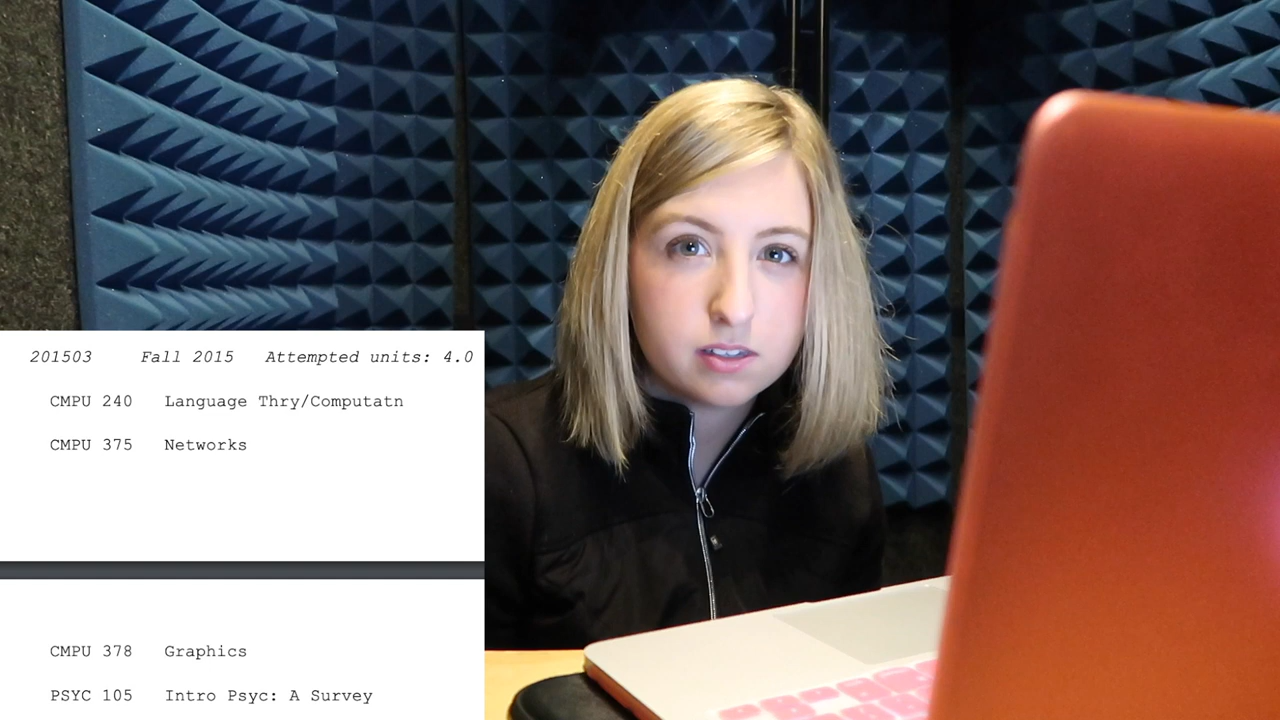 201503 Fall 2015 Attempted units: 4.0
CMPU 240 Language Thry/Computatn
CMPU 375 Networks
CMPU 378 Graphics
PSYC 105 Intro Psyc: A Survey